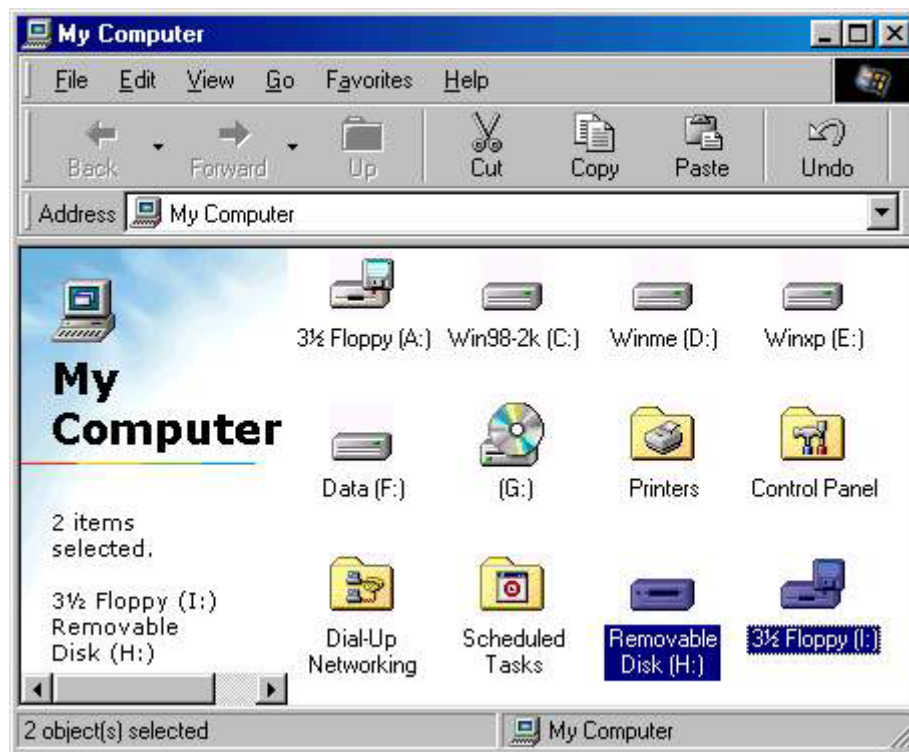 My Computer
File Edit View Go Favorites Help
Back Forward Up Cut Copy Paste Undo
Address My Computer
My
Computer
2 items
selected.
3½ Floppy (I:)
Removable
Disk (H:)
3½ Floppy (A:) Win98-2k (C:) Winme (D:) Winxp (E:)
Data (F:) (G:) Printers Control Panel
Dial-Up
Networking
Scheduled
Tasks
Removable
Disk (H:)
3½ Floppy (I:)
2 object(s) selected My Computer